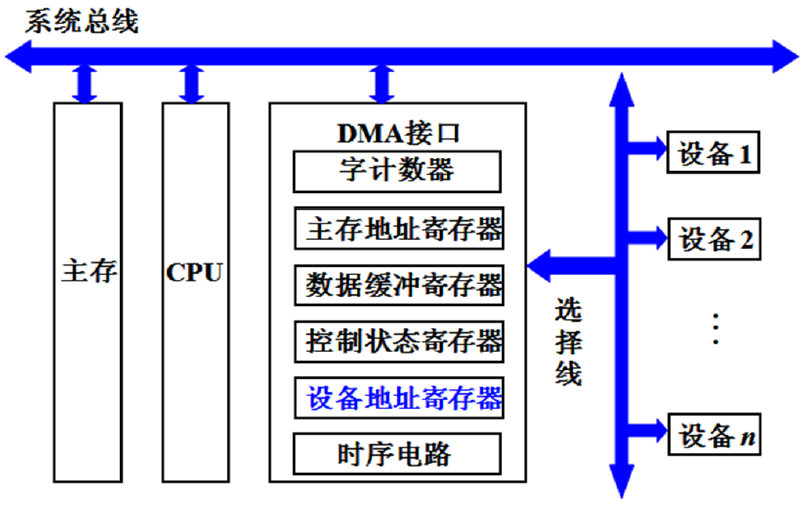 系统总线
主存
CPU
DMA接口
字计数器
主存地址寄存器
数据缓冲寄存器
控制状态寄存器
设备地址寄存器
时序电路
选择线
设备1
设备2
⋮
设备n